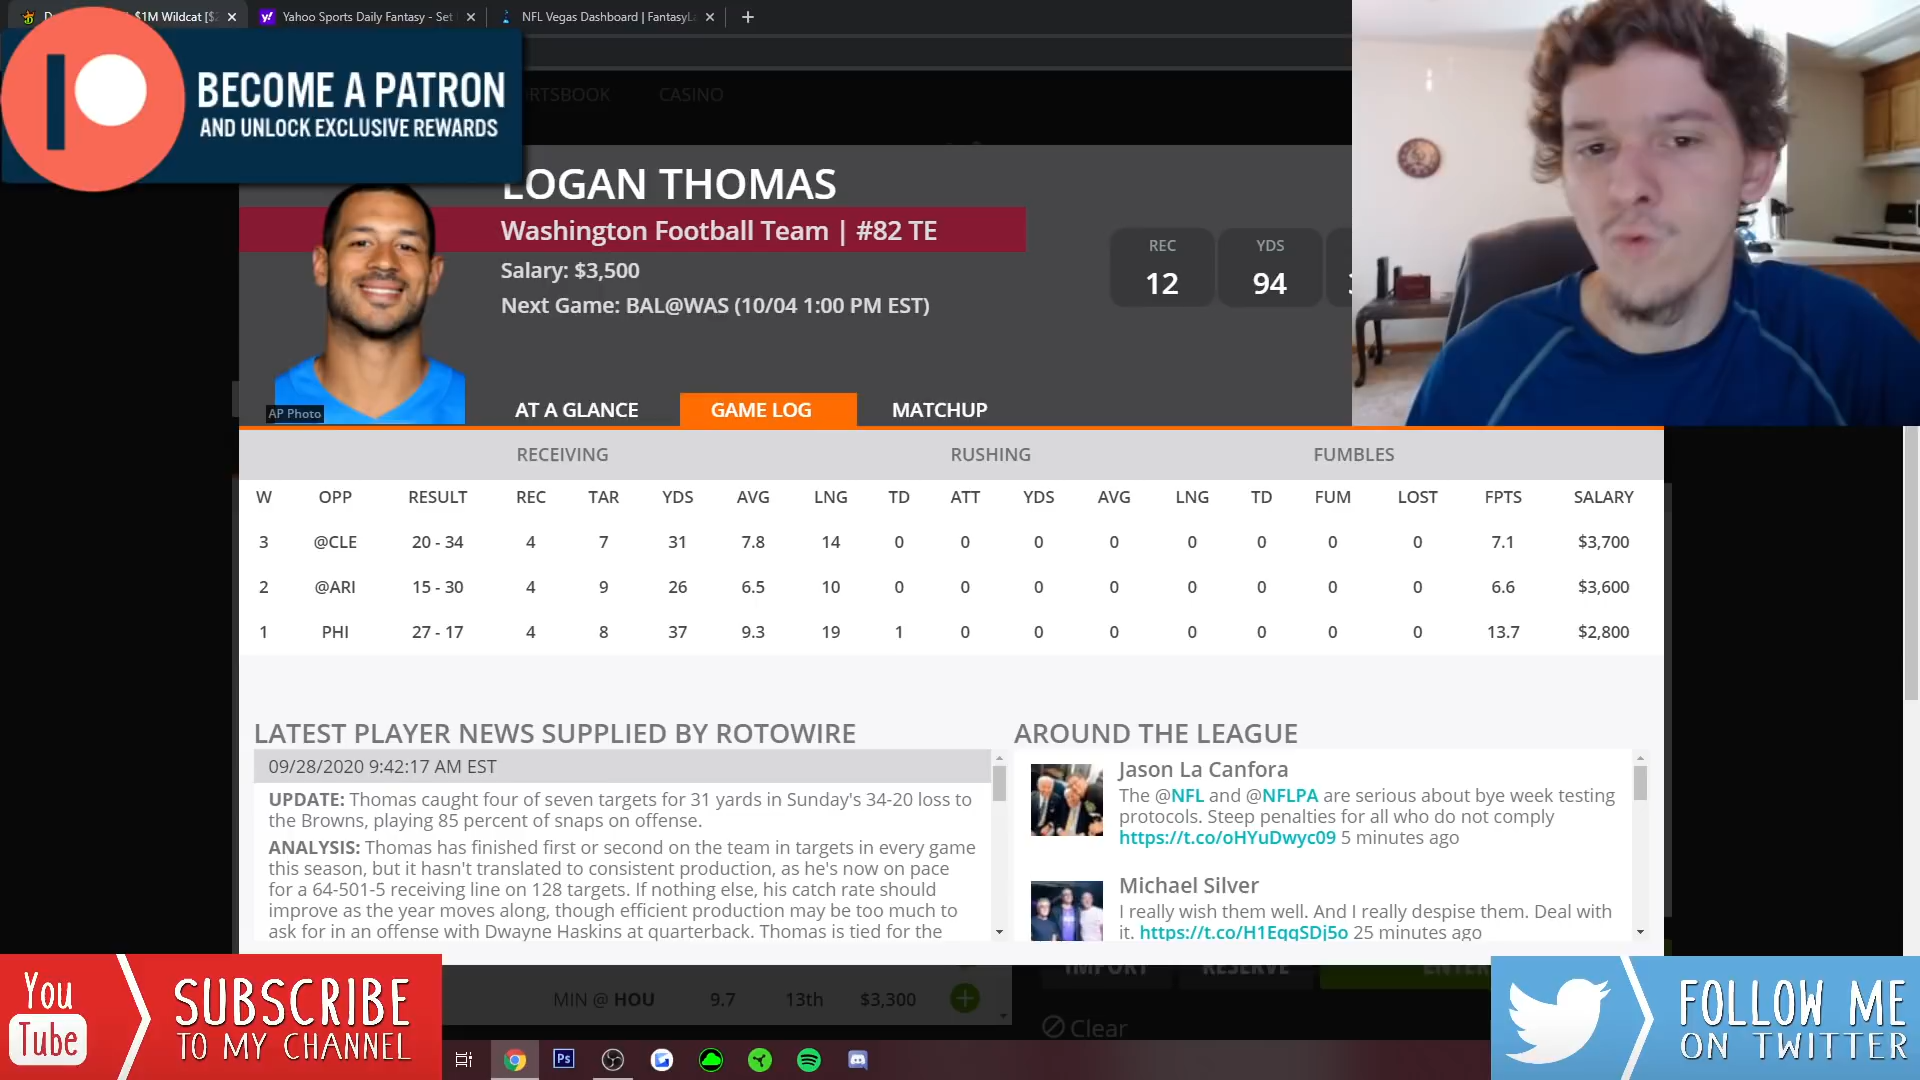 $1M Wildcat [$
Yahoo Sports Daily Fantasy - Set
NFL Vegas Dashboard | FantasyL
BECOME A PATRON
AND UNLOCK EXCLUSIVE REWARDS
RTSBOOK CASINO
LOGAN THOMAS
Washington Football Team | #82 TE
Salary: $3,500
Next Game: BAL@WAS (10/04 1:00 PM EST)
REC YDS
12 94
AP Photo
AT A GLANCE GAME LOG MATCHUP
RECEIVING RUSHING FUMBLES
W OPP RESULT REC TAR YDS AVG LNG TD ATT YDS AVG LNG TD FUM LOST FPTS SALARY
3 @CLE 20 - 34 4 7 31 7.8 14 0 0 0 0 0 0 0 0 7.1 $3,700
2 @ARI 15 - 30 4 9 26 6.5 10 0 0 0 0 0 0 0 0 6.6 $3,600
1 PHI 27 - 17 4 8 37 9.3 19 1 0 0 0 0 0 0 0 13.7 $2,800
LATEST PLAYER NEWS SUPPLIED BY ROTOWIRE
09/28/2020 9:42:17 AM EST
UPDATE: Thomas caught four of seven targets for 31 yards in Sunday's 34-20 loss to
the Browns, playing 85 percent of snaps on offense.
ANALYSIS: Thomas has finished first or second on the team in targets in every game
this season, but it hasn't translated to consistent production, as he's now on pace
for a 64-501-5 receiving line on 128 targets. If nothing else, his catch rate should
improve as the year moves along, though efficient production may be too much to
ask for in an offense with Dwayne Haskins at quarterback. Thomas is tied for the
AROUND THE LEAGUE
Jason La Canfora
The @NFL and @NFLPA are serious about bye week testing
protocols. Steep penalties for all who do not comply
https://t.co/oHYuDwyc09 5 minutes ago
Michael Silver
I really wish them well. And I really despise them. Deal with
it. https://t.co/H1EqqSDj5o 25 minutes ago
IMPORT RESERVE ENTER
MIN @ HOU 9.7 13th $3,300
Clear
You
Tube
SUBSCRIBE
TO MY CHANNEL
Ps
FOLLOW ME
ON TWITTER